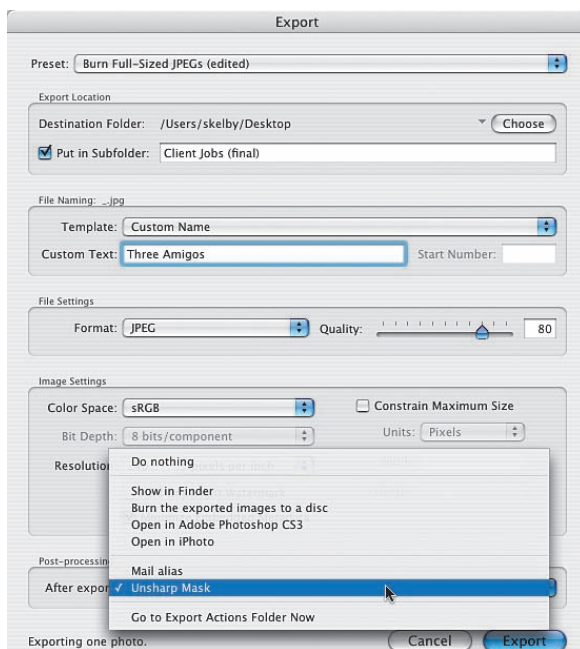 Export
Preset: Burn Full-Sized JPEGs (edited)
Export Location
Destination Folder: /Users/skelby/Desktop Choose
Put in Subfolder: Client Jobs (final)
File Naming: _.jpg
Template: Custom Name
Custom Text: Three Amigos Start Number:
File Settings
Format: JPEG Quality: 80
Image Settings
Color Space: sRGB Constrain Maximum Size
Bit Depth: 8 bits/component Units: Pixels
Resolution
Do nothing
Show in Finder
Burn the exported images to a disc
Open in Adobe Photoshop CS3
Open in iPhoto
Post-processing
Mail alias
After export ✓ Unsharp Mask
Go to Export Actions Folder Now
Exporting one photo. Cancel Export